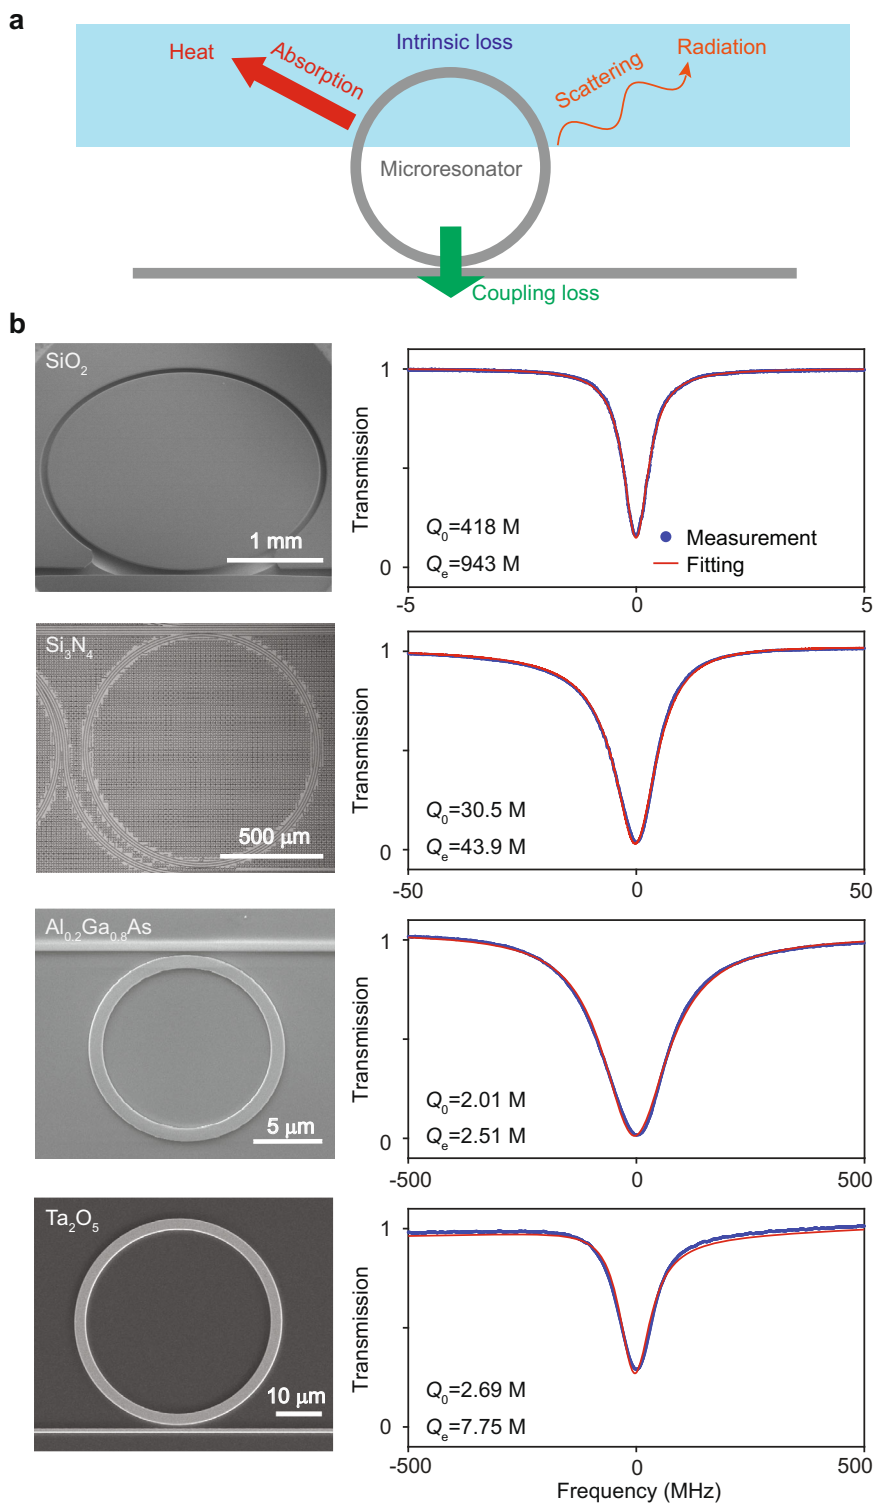 a
Intrinsic loss
Heat
Absorption
Scattering
Radiation
Microresonator
Coupling loss
b
SiO₂
1 mm
Transmission
1
0
Q₀=418 M
Qₑ=943 M
Measurement
Fitting
-5
0
5
Si₃N₄
500 μm
Transmission
1
0
Q₀=30.5 M
Qₑ=43.9 M
-50
0
50
Al₀.₂Ga₀.₈As
5 μm
Transmission
1
0
Q₀=2.01 M
Qₑ=2.51 M
-500
0
500
Ta₂O₅
10 μm
Transmission
1
0
Q₀=2.69 M
Qₑ=7.75 M
-500
0
500
Frequency (MHz)